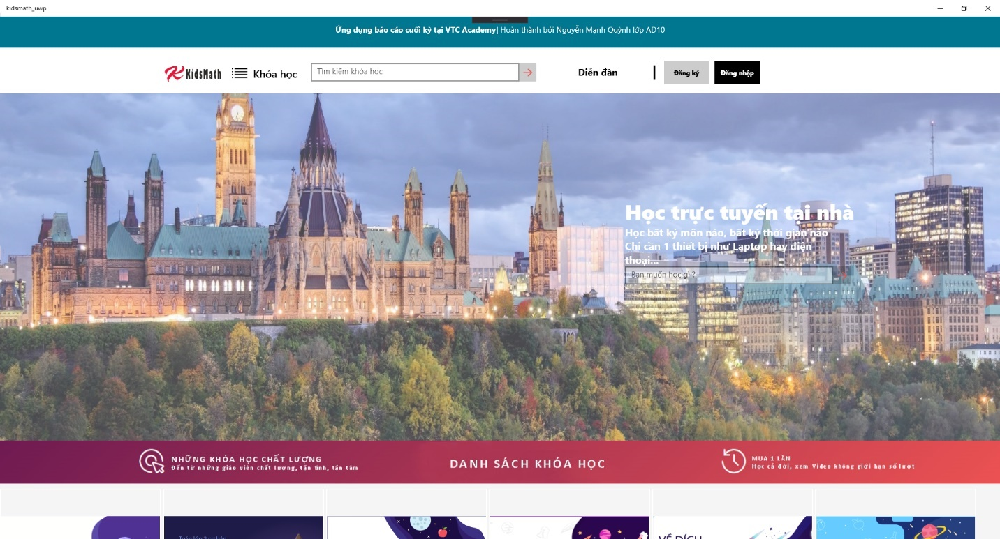 kidsmath_uwp
Ứng dụng báo cáo cuối kỳ tại VTC Academy| Hoàn thành bởi Nguyễn Mạnh Quỳnh lớp AD10
KidsMath
Khóa học
Tìm kiếm khóa học
Diễn đàn
Đăng ký
Đăng nhập
Học trực tuyến tại nhà
Học bất kỳ môn nào, bất kỳ thời gian nào
Chỉ cần 1 thiết bị như Laptop hay điện
thoại...
Bạn muốn học gì ?
NHỮNG KHÓA HỌC CHẤT LƯỢNG
Đến từ những giáo viên chất lượng, tận tình, tận tâm
DANH SÁCH KHÓA HỌC
MUA 1 LẦN
Học cả đời, xem Video không giới hạn số lượt
Toán lớp 2 cơ bản
VỀ ĐÍCH